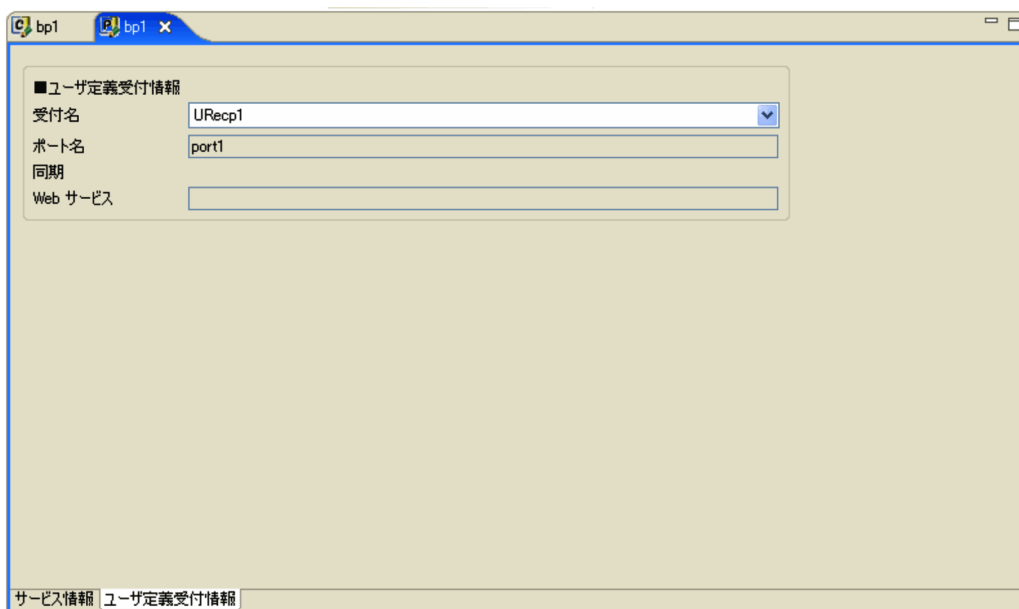 bp1
bp1
■ユーザ定義受付情報
受付名 URecp1
ポート名 port1
同期
Web サービス
サービス情報 ユーザ定義受付情報